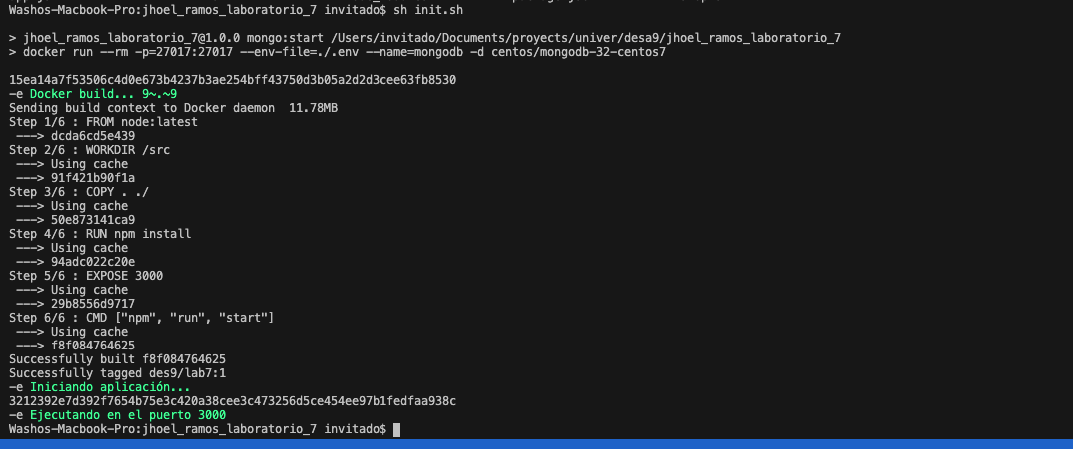 Washos-Macbook-Pro:jhoel_ramos_laboratorio_7 invitado$ sh init.sh
> jhoel_ramos_laboratorio_7@1.0.0 mongo:start /Users/invitado/Documents/proyects/univer/desa9/jhoel_ramos_laboratorio_7
> docker run --rm -p=27017:27017 --env-file=./.env --name=mongodb -d centos/mongodb-32-centos7
15ea14a7f53506c4d0e673b4237b3ae254bff43750d3b05a2d2d3cee63fb8530
-e Docker build... 9~.~9
Sending build context to Docker daemon  11.78MB
Step 1/6 : FROM node:latest
---> dcda6cd5e439
Step 2/6 : WORKDIR /src
---> Using cache
---> 91f421b90f1a
Step 3/6 : COPY . ./
---> Using cache
---> 50e873141ca9
Step 4/6 : RUN npm install
---> Using cache
---> 94adc022c20e
Step 5/6 : EXPOSE 3000
---> Using cache
---> 29b8556d9717
Step 6/6 : CMD ["npm", "run", "start"]
---> Using cache
---> f8f084764625
Successfully built f8f084764625
Successfully tagged des9/lab7:1
-e Iniciando aplicación...
3212392e7d392f7654b75e3c420a38cee3c473256d5ce454ee97b1fedfaa938c
-e Ejecutando en el puerto 3000
Washos-Macbook-Pro:jhoel_ramos_laboratorio_7 invitado$